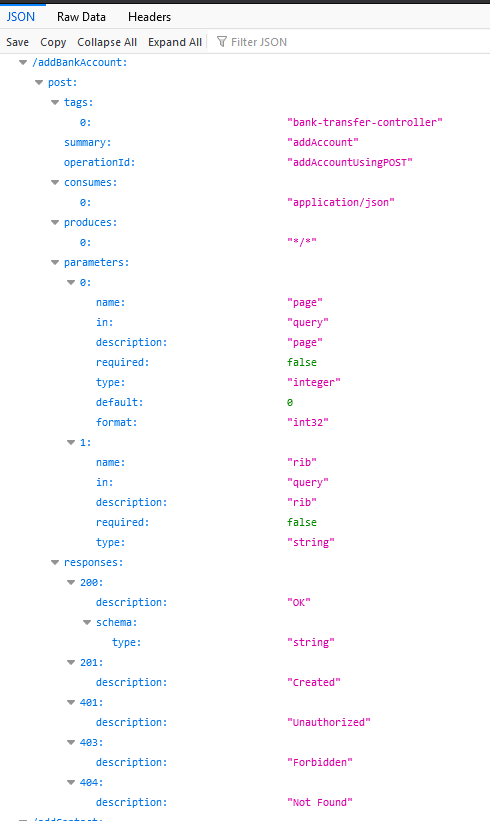 JSON Raw Data Headers
Save Copy Collapse All Expand All Filter JSON
/addBankAccount:
post:
tags:
0: "bank-transfer-controller"
summary: "addAccount"
operationId: "addAccountUsingPOST"
consumes:
0: "application/json"
produces:
0: "*/*"
parameters:
0:
name: "page"
in: "query"
description: "page"
required: false
type: "integer"
default: 0
format: "int32"
1:
name: "rib"
in: "query"
description: "rib"
required: false
type: "string"
responses:
200:
description: "OK"
schema:
type: "string"
201:
description: "Created"
401:
description: "Unauthorized"
403:
description: "Forbidden"
404:
description: "Not Found"
/addContact: